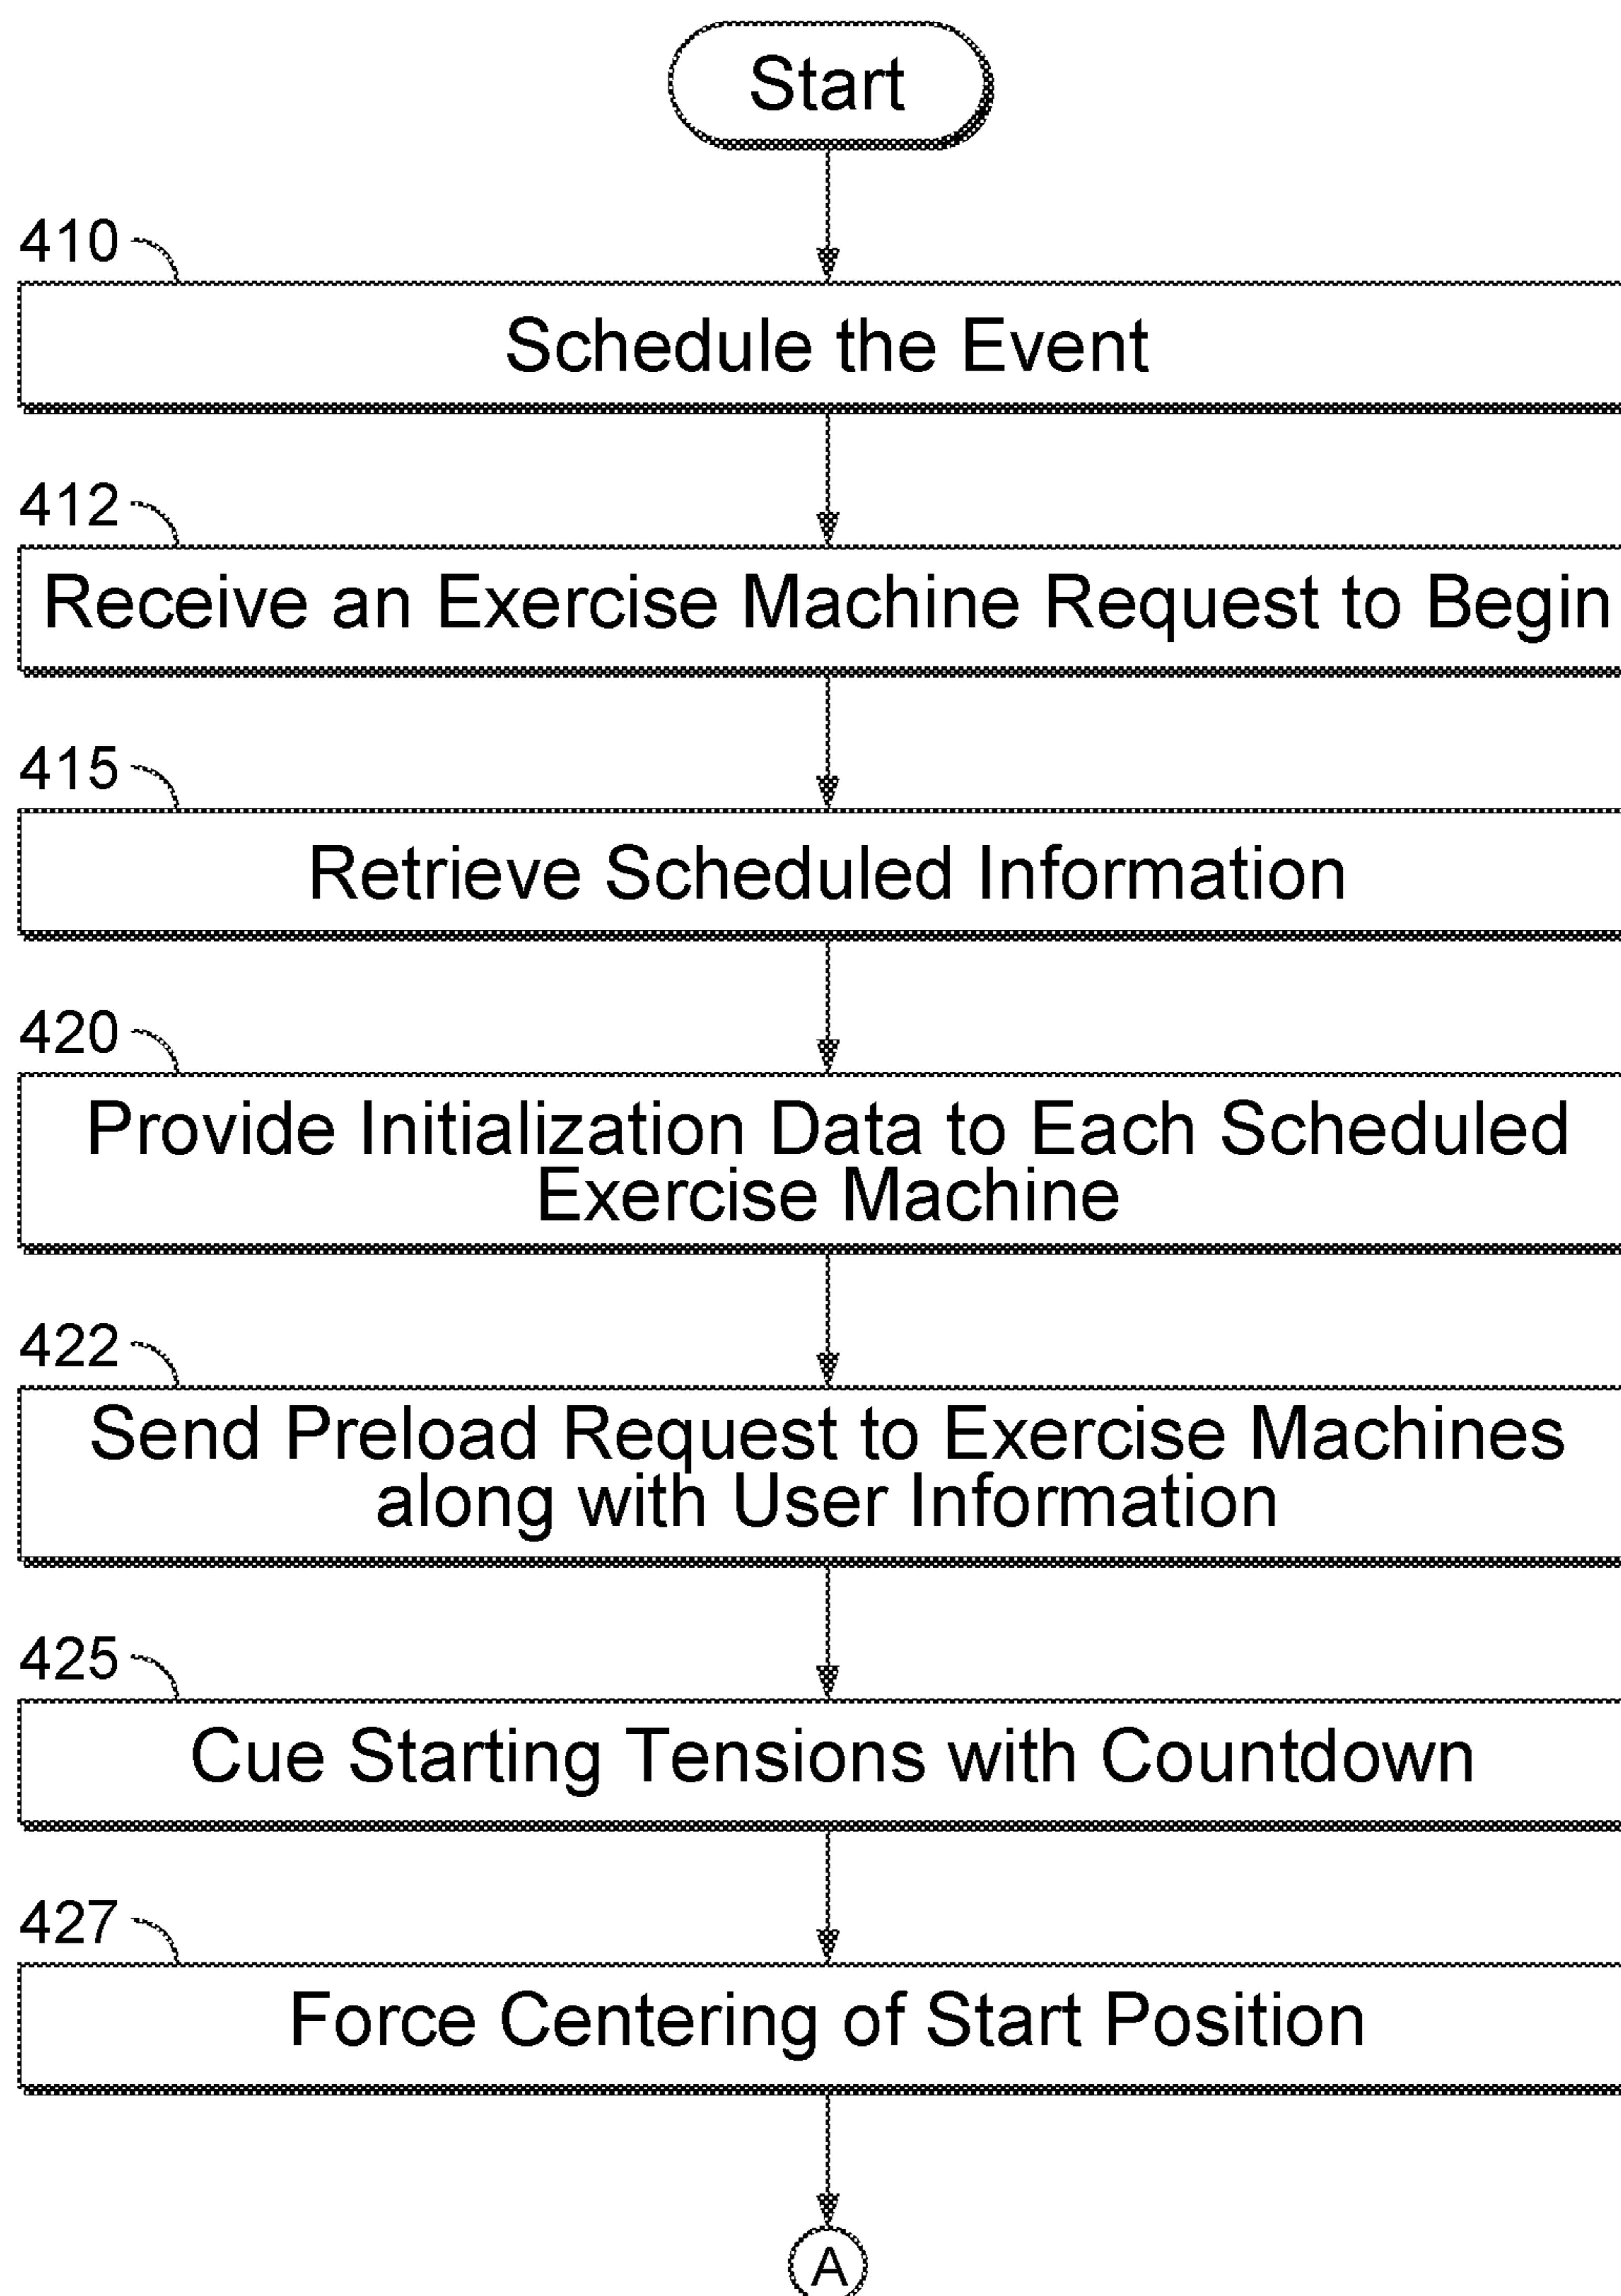 Start
410
Schedule the Event
412
Receive an Exercise Machine Request to Begin
415
Retrieve Scheduled Information
420
Provide Initialization Data to Each Scheduled
Exercise Machine
422
Send Preload Request to Exercise Machines
along with User Information
425
Cue Starting Tensions with Countdown
427
Force Centering of Start Position
A